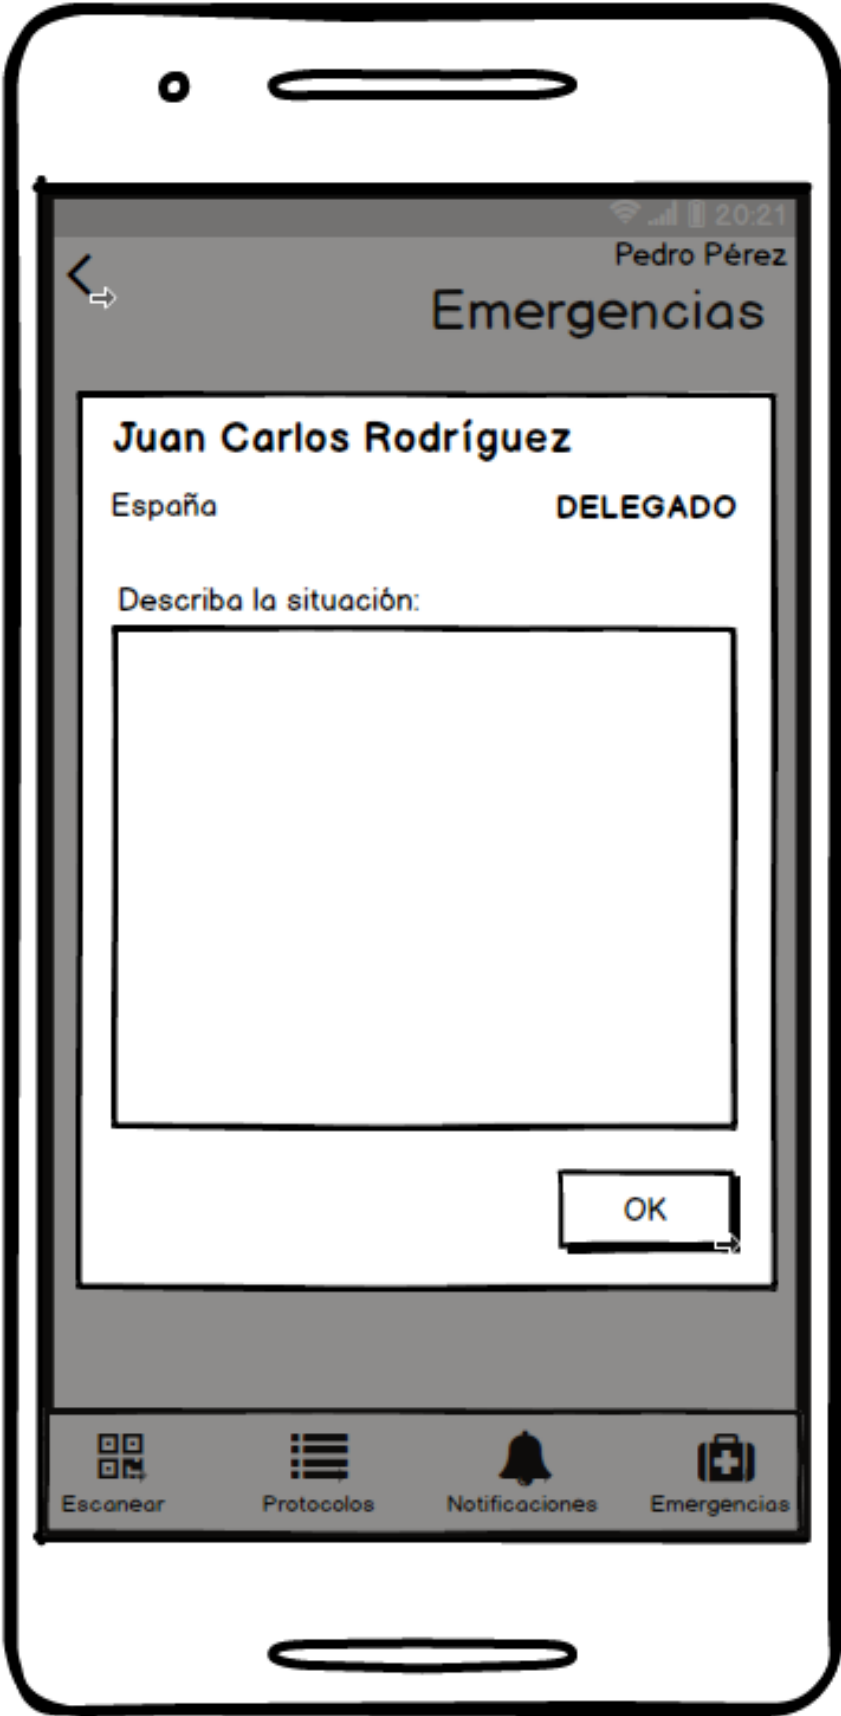 20:21
Pedro Pérez
Emergencias
Juan Carlos Rodríguez
España DELEGADO
Describa la situación:
OK
Escanear Protocolos Notificaciones Emergencias